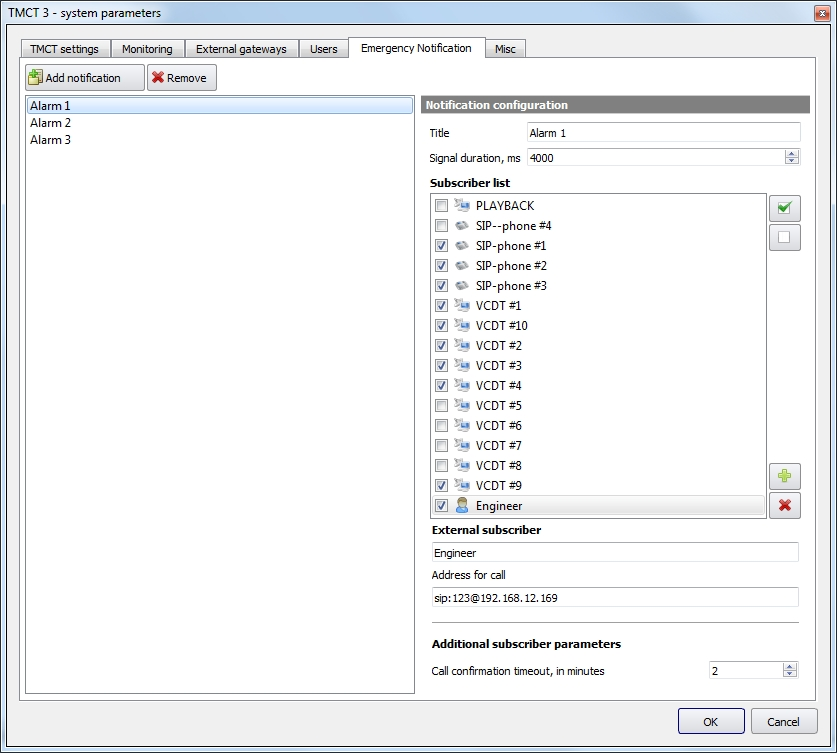 TMCT 3 - system parameters
TMCT settings Monitoring External gateways Users Emergency Notification Misc
Add notification Remove
Alarm 1
Alarm 2
Alarm 3
Notification configuration
Title Alarm 1
Signal duration, ms 4000
Subscriber list
PLAYBACK
SIP--phone #4
SIP-phone #1
SIP-phone #2
SIP-phone #3
VCDT #1
VCDT #10
VCDT #2
VCDT #3
VCDT #4
VCDT #5
VCDT #6
VCDT #7
VCDT #8
VCDT #9
Engineer
External subscriber
Engineer
Address for call
sip:123@192.168.12.169
Additional subscriber parameters
Call confirmation timeout, in minutes 2
OK Cancel